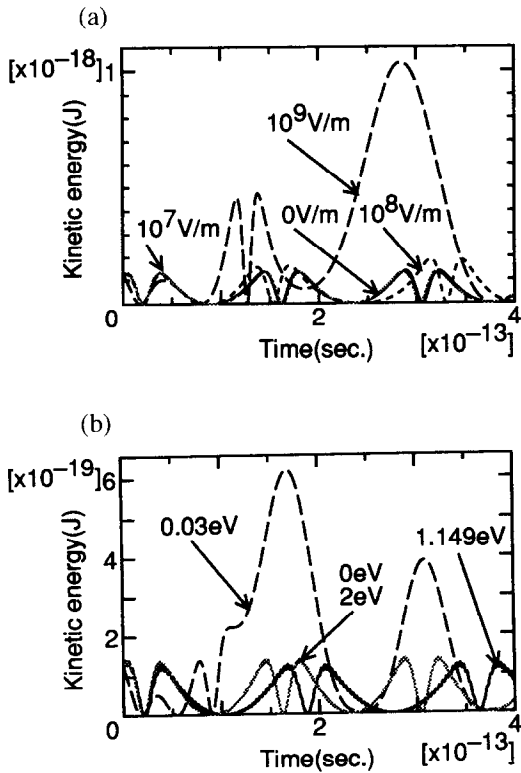 (a)
[x10⁻¹⁸]
1
Kinetic energy(J)
10⁹V/m
10⁷V/m
0V/m
10⁸V/m
0
2
4
Time(sec.)
[x10⁻¹³]
(b)
[x10⁻¹⁹]
6
4
2
Kinetic energy(J)
0.03eV
0eV
2eV
1.149eV
0
2
4
Time(sec.)
[x10⁻¹³]